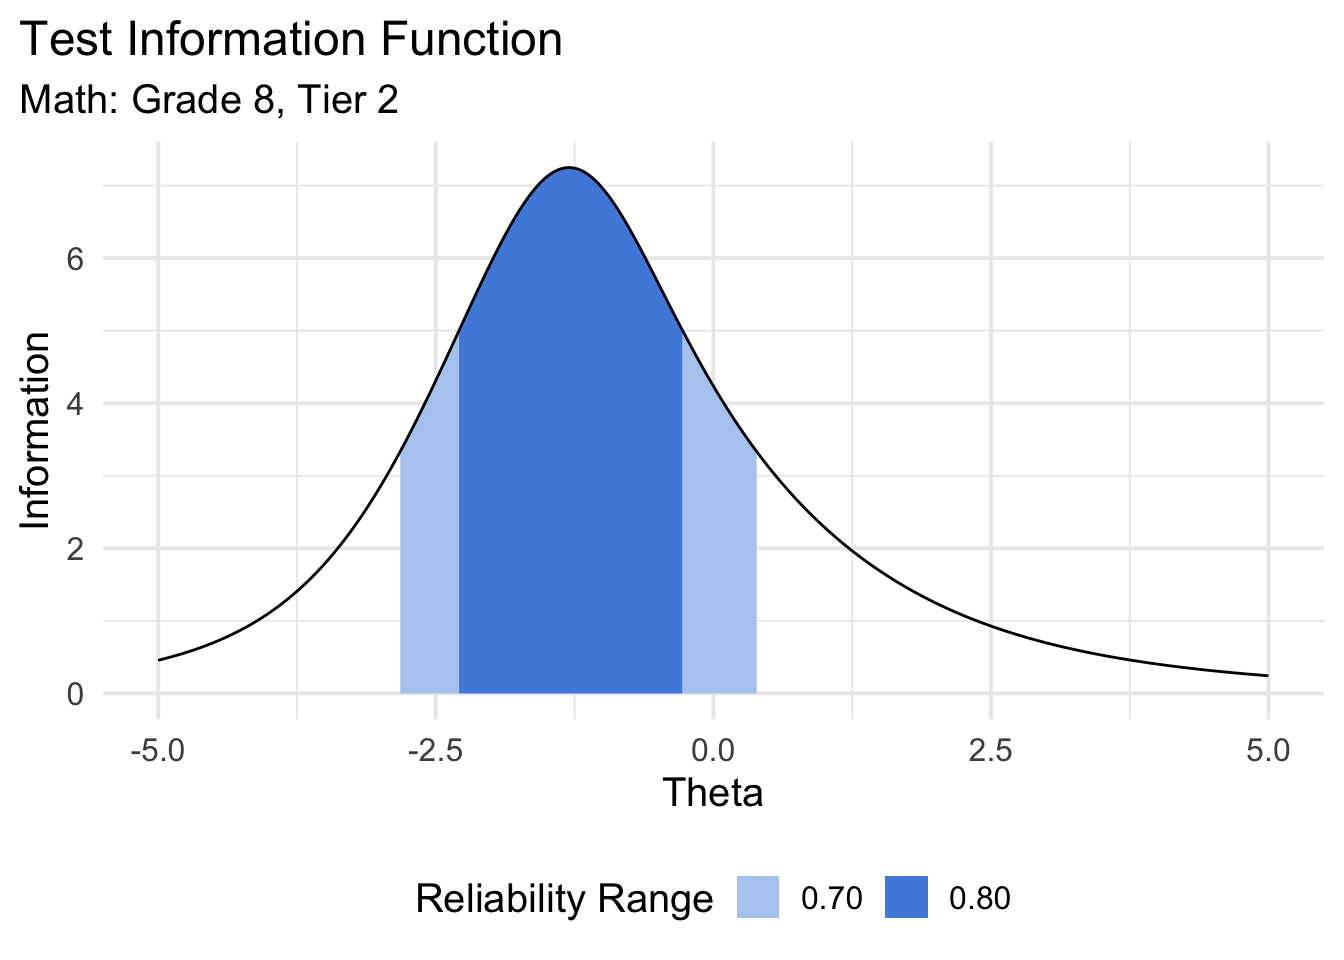 Test Information Function
Math: Grade 8, Tier 2
Information
6
4
2
0
-5.0 -2.5 0.0 2.5 5.0
Theta
Reliability Range 0.70 0.80